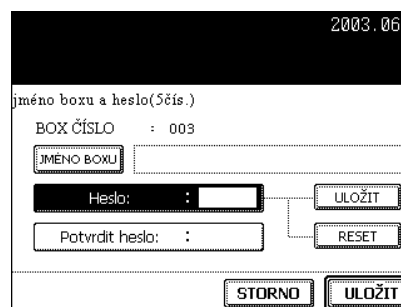 2003.06
jméno boxu a heslo(5čís.)
BOX ČÍSLO : 003
JMÉNO BOXU
Heslo: : ULOŽIT
Potvrdit heslo: : RESET
STORNO ULOŽIT